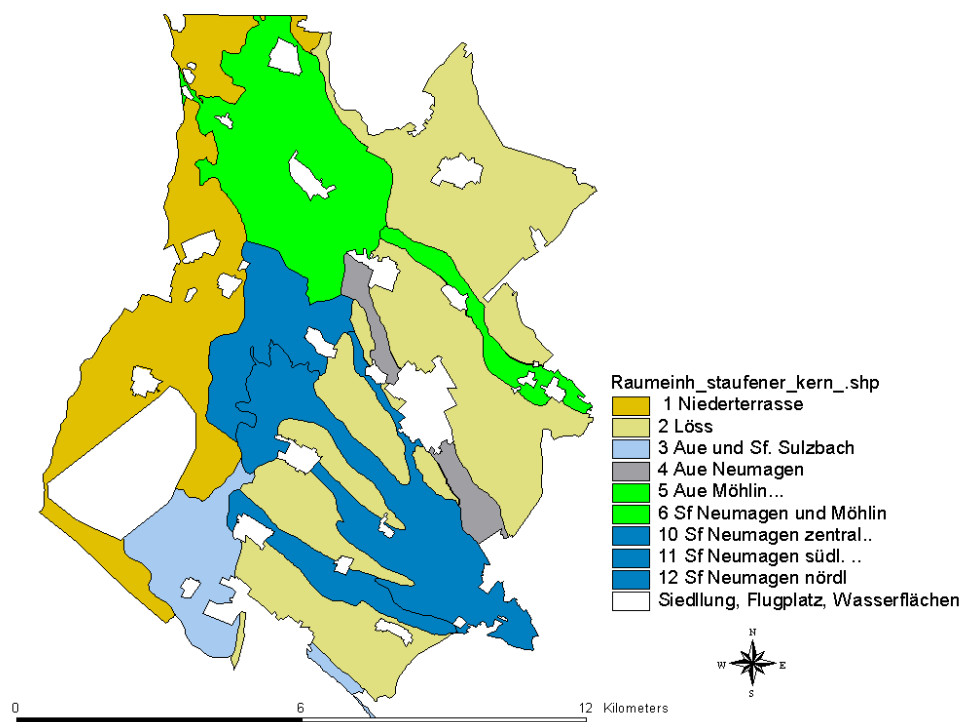 Raumeinh_staufener_kern_.shp
1 Niederterrasse
2 Löss
3 Aue und Sf. Sulzbach
4 Aue Neumagen
5 Aue Möhlin...
6 Sf Neumagen und Möhlin
10 Sf Neumagen zentral..
11 Sf Neumagen südl. ..
12 Sf Neumagen nördl
Siedllung, Flugplatz, Wasserflächen
N
W E
S
0 6 12 Kilometers